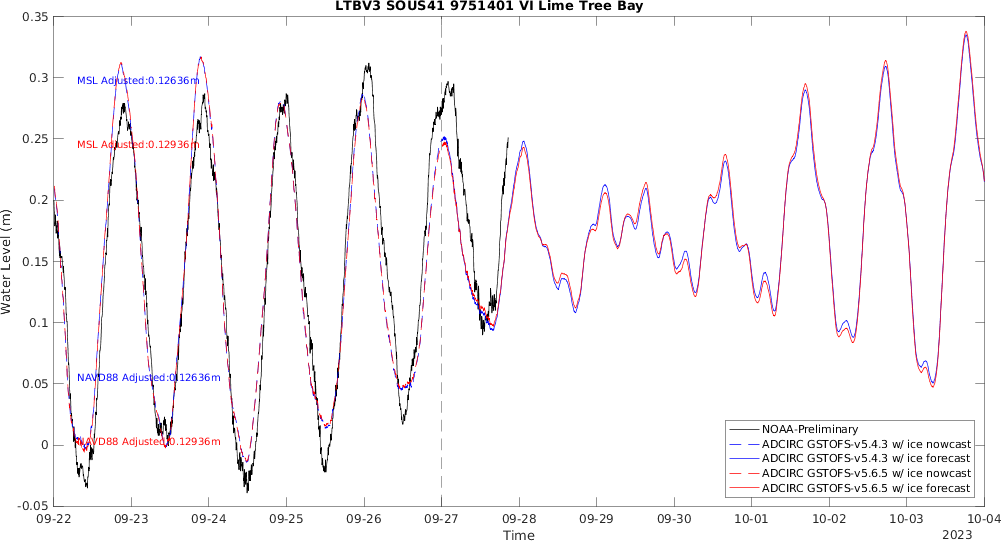 LTBV3 SOUS41 9751401 VI Lime Tree Bay
0.35
0.3
0.25
0.2
0.15
0.1
0.05
0
-0.05
Water Level (m)
MSL Adjusted:0.12636m
MSL Adjusted:0.12936m
NAVD88 Adjusted:0.12636m
NAVD88 Adjusted:0.12936m
NOAA-Preliminary
ADCIRC GSTOFS-v5.4.3 w/ ice nowcast
ADCIRC GSTOFS-v5.4.3 w/ ice forecast
ADCIRC GSTOFS-v5.6.5 w/ ice nowcast
ADCIRC GSTOFS-v5.6.5 w/ ice forecast
09-22 09-23 09-24 09-25 09-26 09-27 09-28 09-29 09-30 10-01 10-02 10-03 10-04
Time
2023